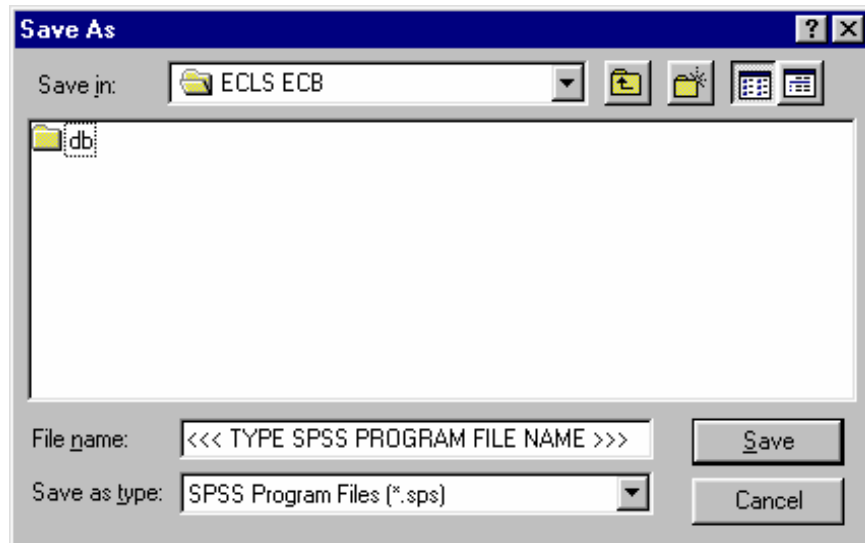 Save As
Save in: ECLS ECB
db
File name: <<< TYPE SPSS PROGRAM FILE NAME >>> Save
Save as type: SPSS Program Files (*.sps) Cancel